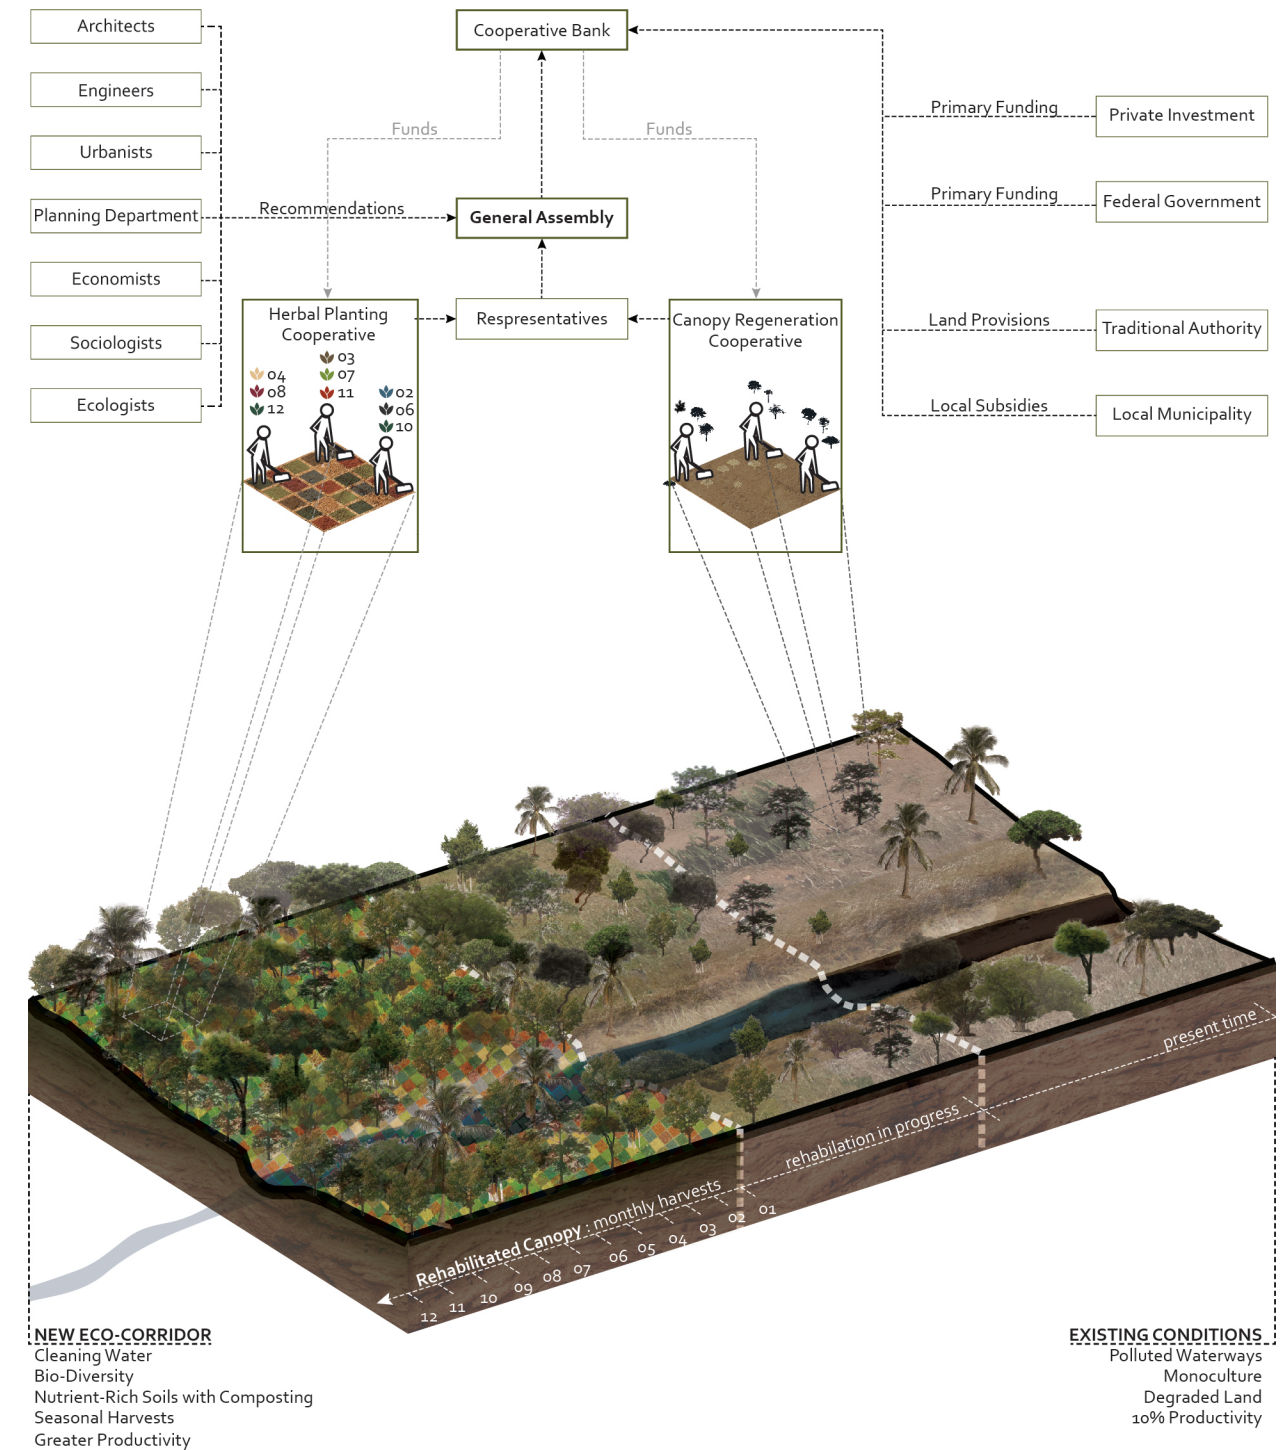 Architects
Engineers
Urbanists
Planning Department
Economists
Sociologists
Ecologists
Recommendations
Cooperative Bank
Funds
Funds
General Assembly
Respresentatives
Primary Funding
Private Investment
Primary Funding
Federal Government
Land Provisions
Traditional Authority
Local Subsidies
Local Municipality
Herbal Planting
Cooperative
03
04
07
08
11
02
12
06
10
Canopy Regeneration
Cooperative
present time
rehabilation in progress
Rehabilitated Canopy : monthly harvests
01
02
03
04
05
06
07
08
09
10
11
12
NEW ECO-CORRIDOR
Cleaning Water
Bio-Diversity
Nutrient-Rich Soils with Composting
Seasonal Harvests
Greater Productivity
EXISTING CONDITIONS
Polluted Waterways
Monoculture
Degraded Land
10% Productivity